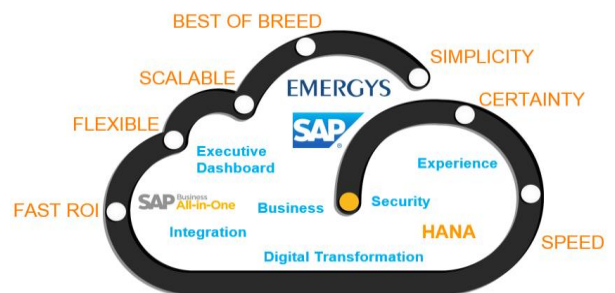 BEST OF BREED
SIMPLICITY
SCALABLE
EMERGYS
CERTAINTY
FLEXIBLE
SAP®
Executive
Dashboard
Experience
SAP Business
All-in-One
Business
Security
FAST ROI
Integration
HANA
SPEED
Digital Transformation